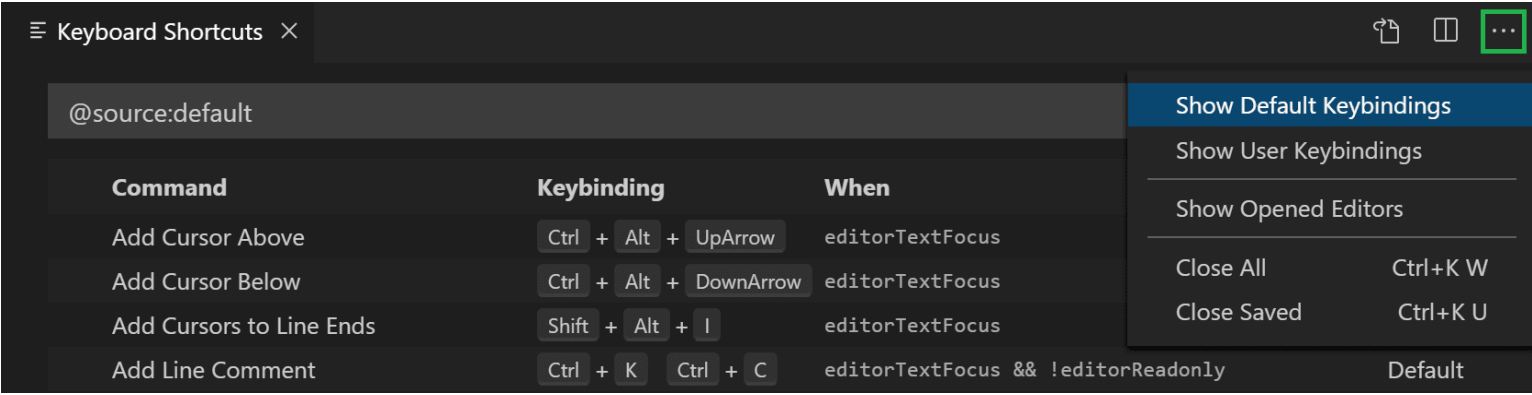 Keyboard Shortcuts
@source:default
Show Default Keybindings
Show User Keybindings
Show Opened Editors
Close All Ctrl+K W
Close Saved Ctrl+K U
Command Keybinding When
Add Cursor Above Ctrl + Alt + UpArrow editorTextFocus
Add Cursor Below Ctrl + Alt + DownArrow editorTextFocus
Add Cursors to Line Ends Shift + Alt + I editorTextFocus
Add Line Comment Ctrl + K Ctrl + C editorTextFocus && !editorReadonly Default